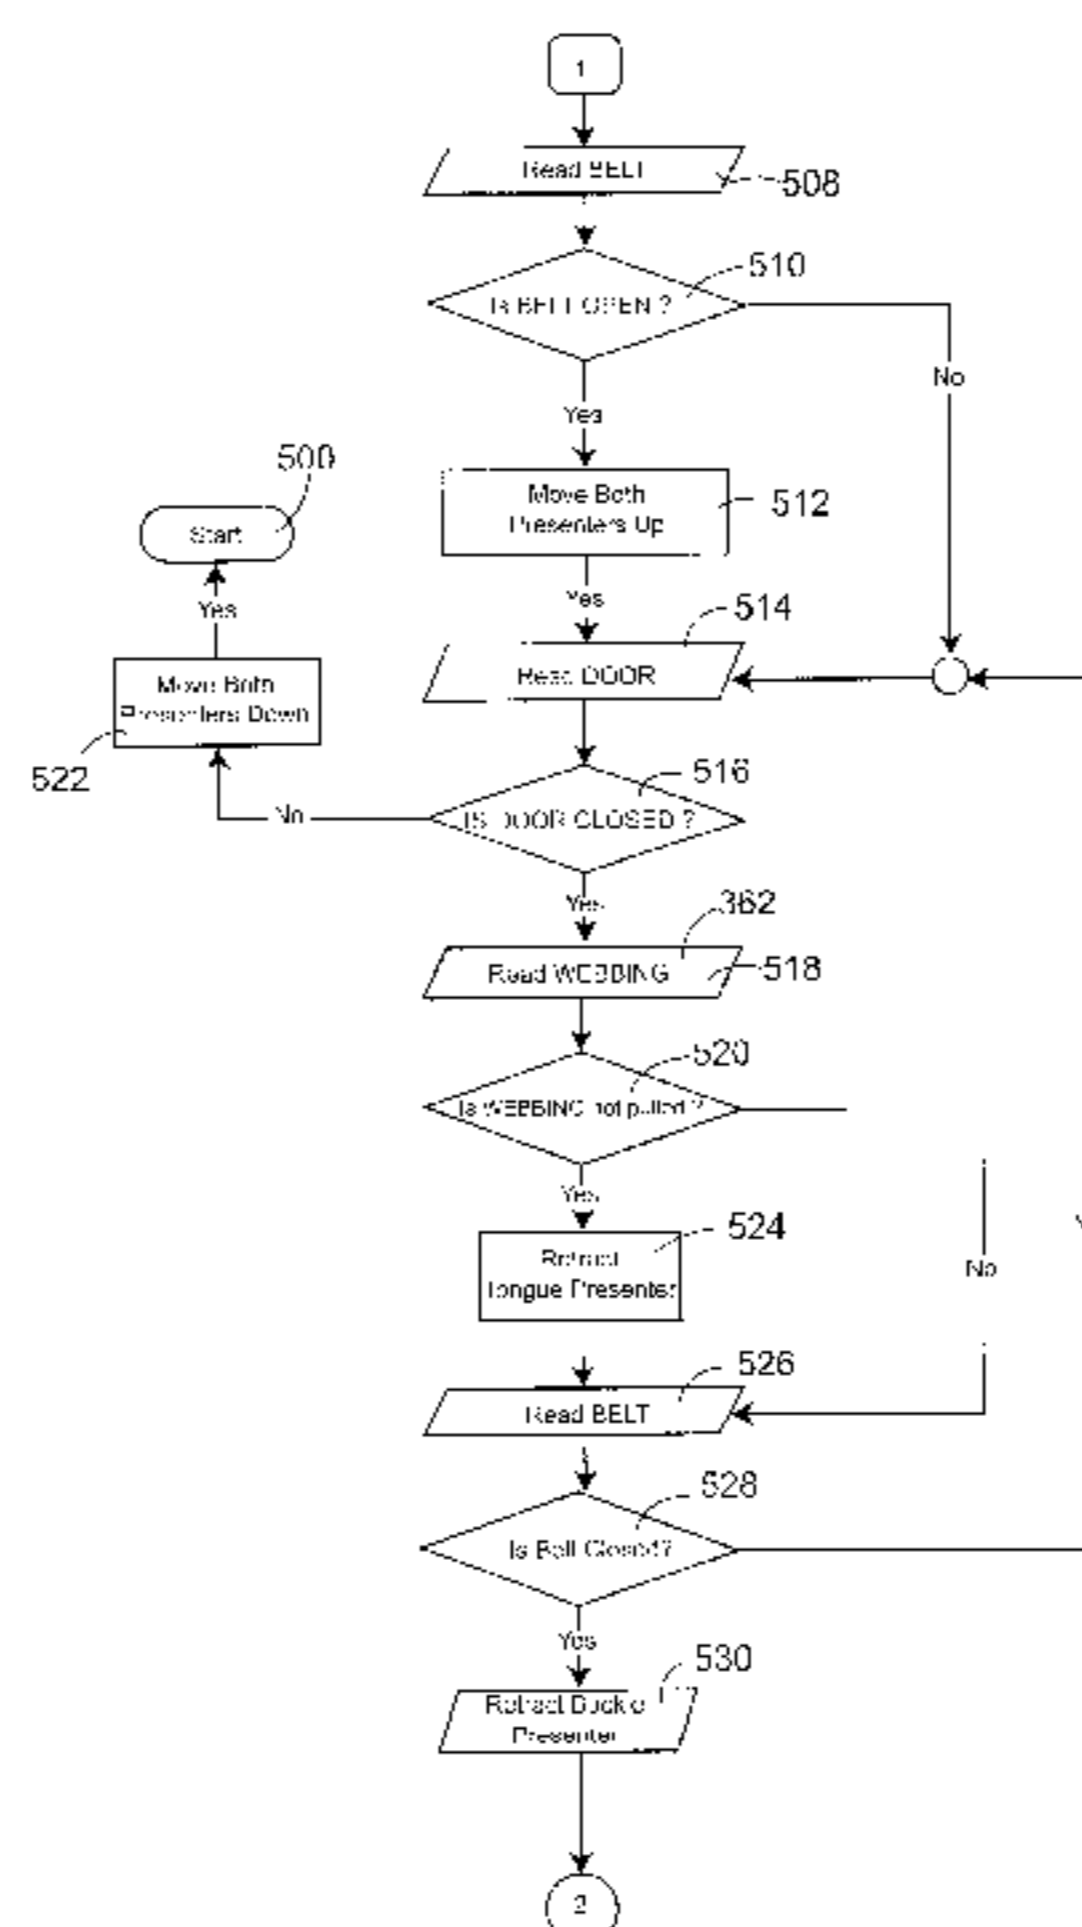 1
Read BELT
508
510
Is BELT OPEN ?
No
Yes
500
Move Both
Presenters Up
512
Start
Yes
Yes
514
Move Both
Presenters Down
Read DOOR
522
516
No
IS DOOR CLOSED ?
Yes
362
Read WEBBING
518
520
Is WEBBING not pulled ?
Yes
524
Retract
Tongue Presenter
No
526
Read BELT
528
Is Belt Closed?
Yes
530
Retract Buckle
Presenter
2